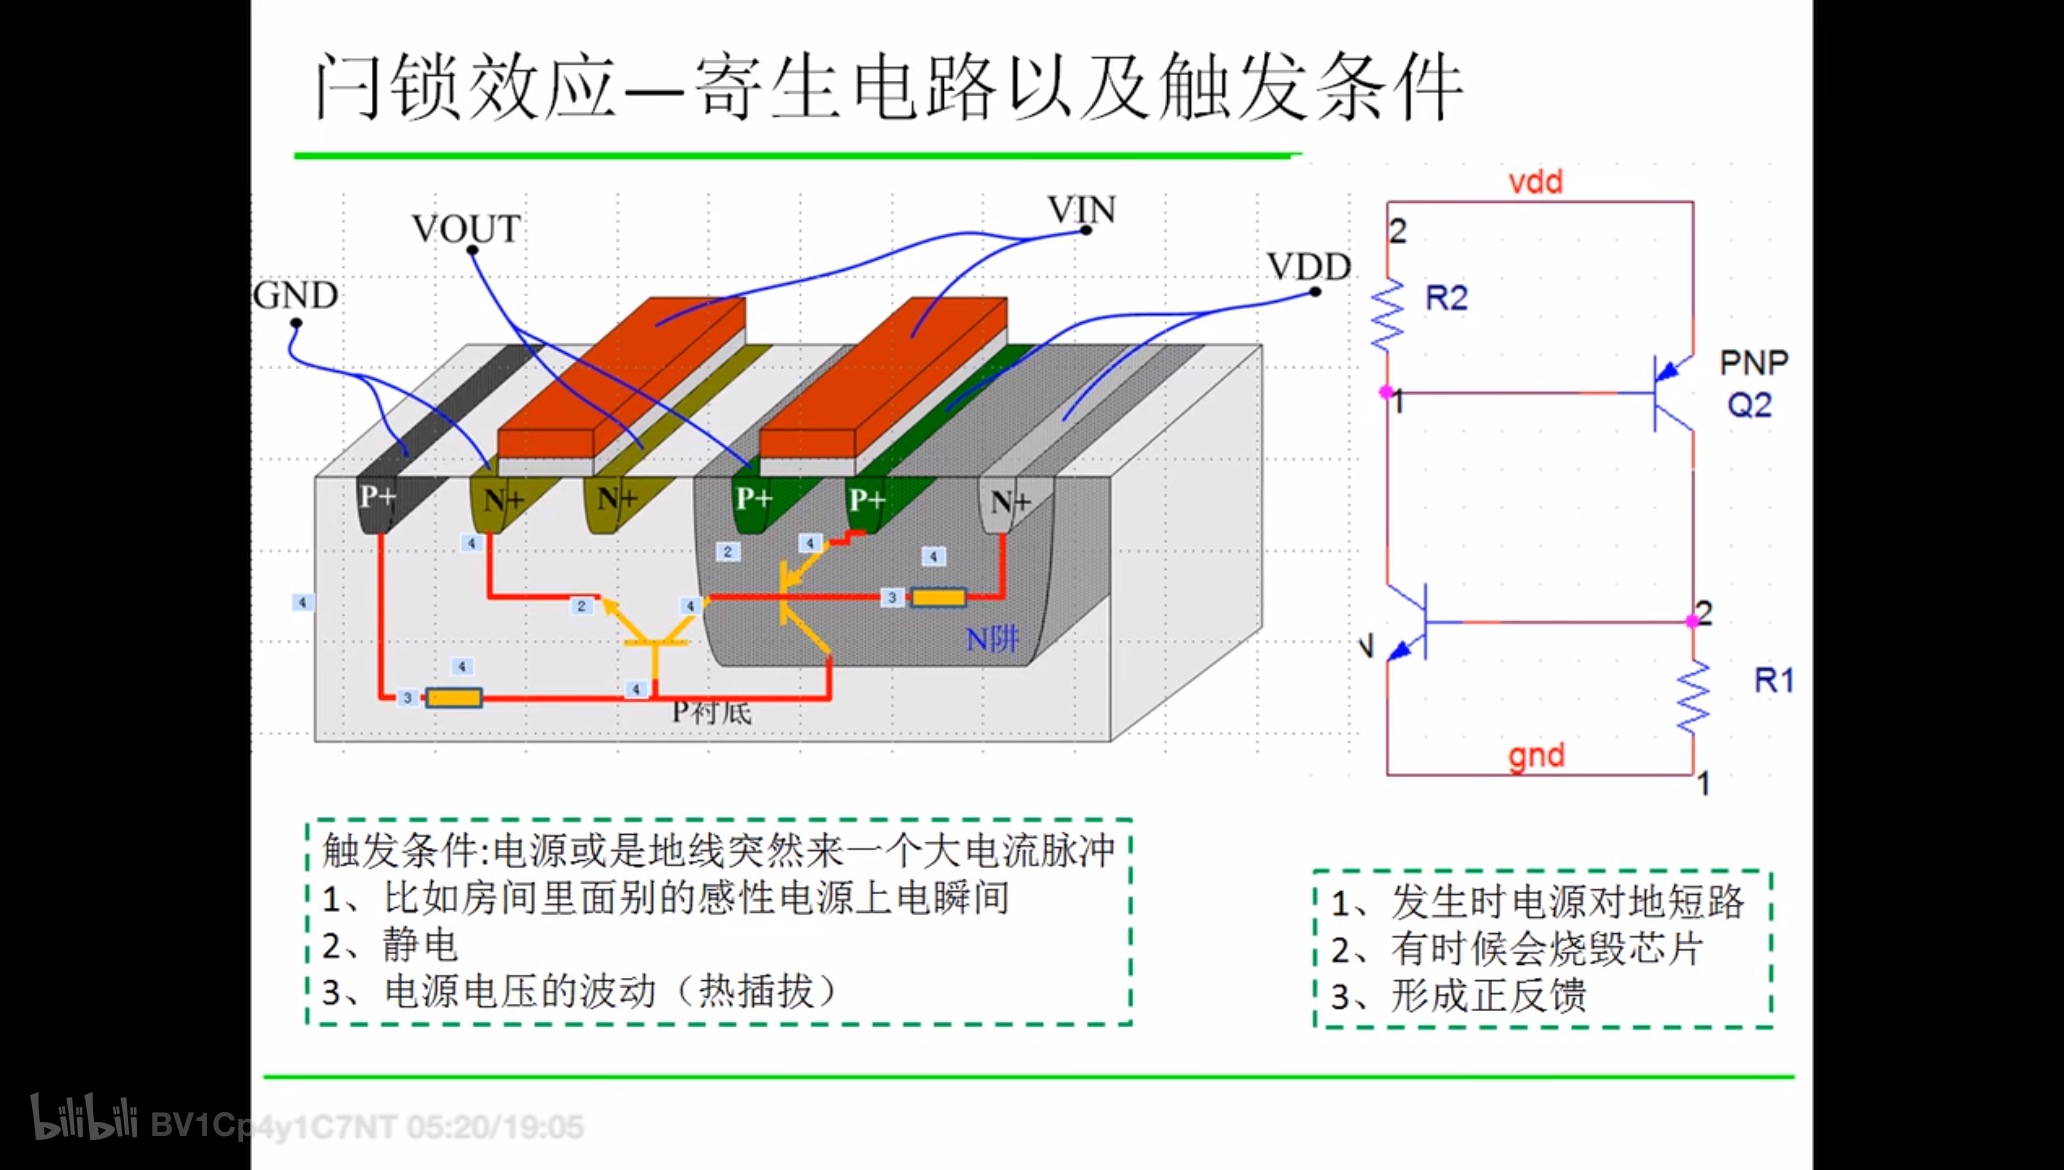 闩锁效应—寄生电路以及触发条件
VOUT
VIN
GND
VDD
P+
N+
N+
P+
P+
N+
4
2
4
4
4
2
4
3
N阱
4
3
4
P衬底
vdd
2
R2
1
PNP
Q2
2
R1
gnd
1
触发条件:电源或是地线突然来一个大电流脉冲
1、比如房间里面别的感性电源上电瞬间
2、静电
3、电源电压的波动（热插拔）
1、发生时电源对地短路
2、有时候会烧毁芯片
3、形成正反馈
bilibili BV1Cp4y1C7NT 05:20/19:05